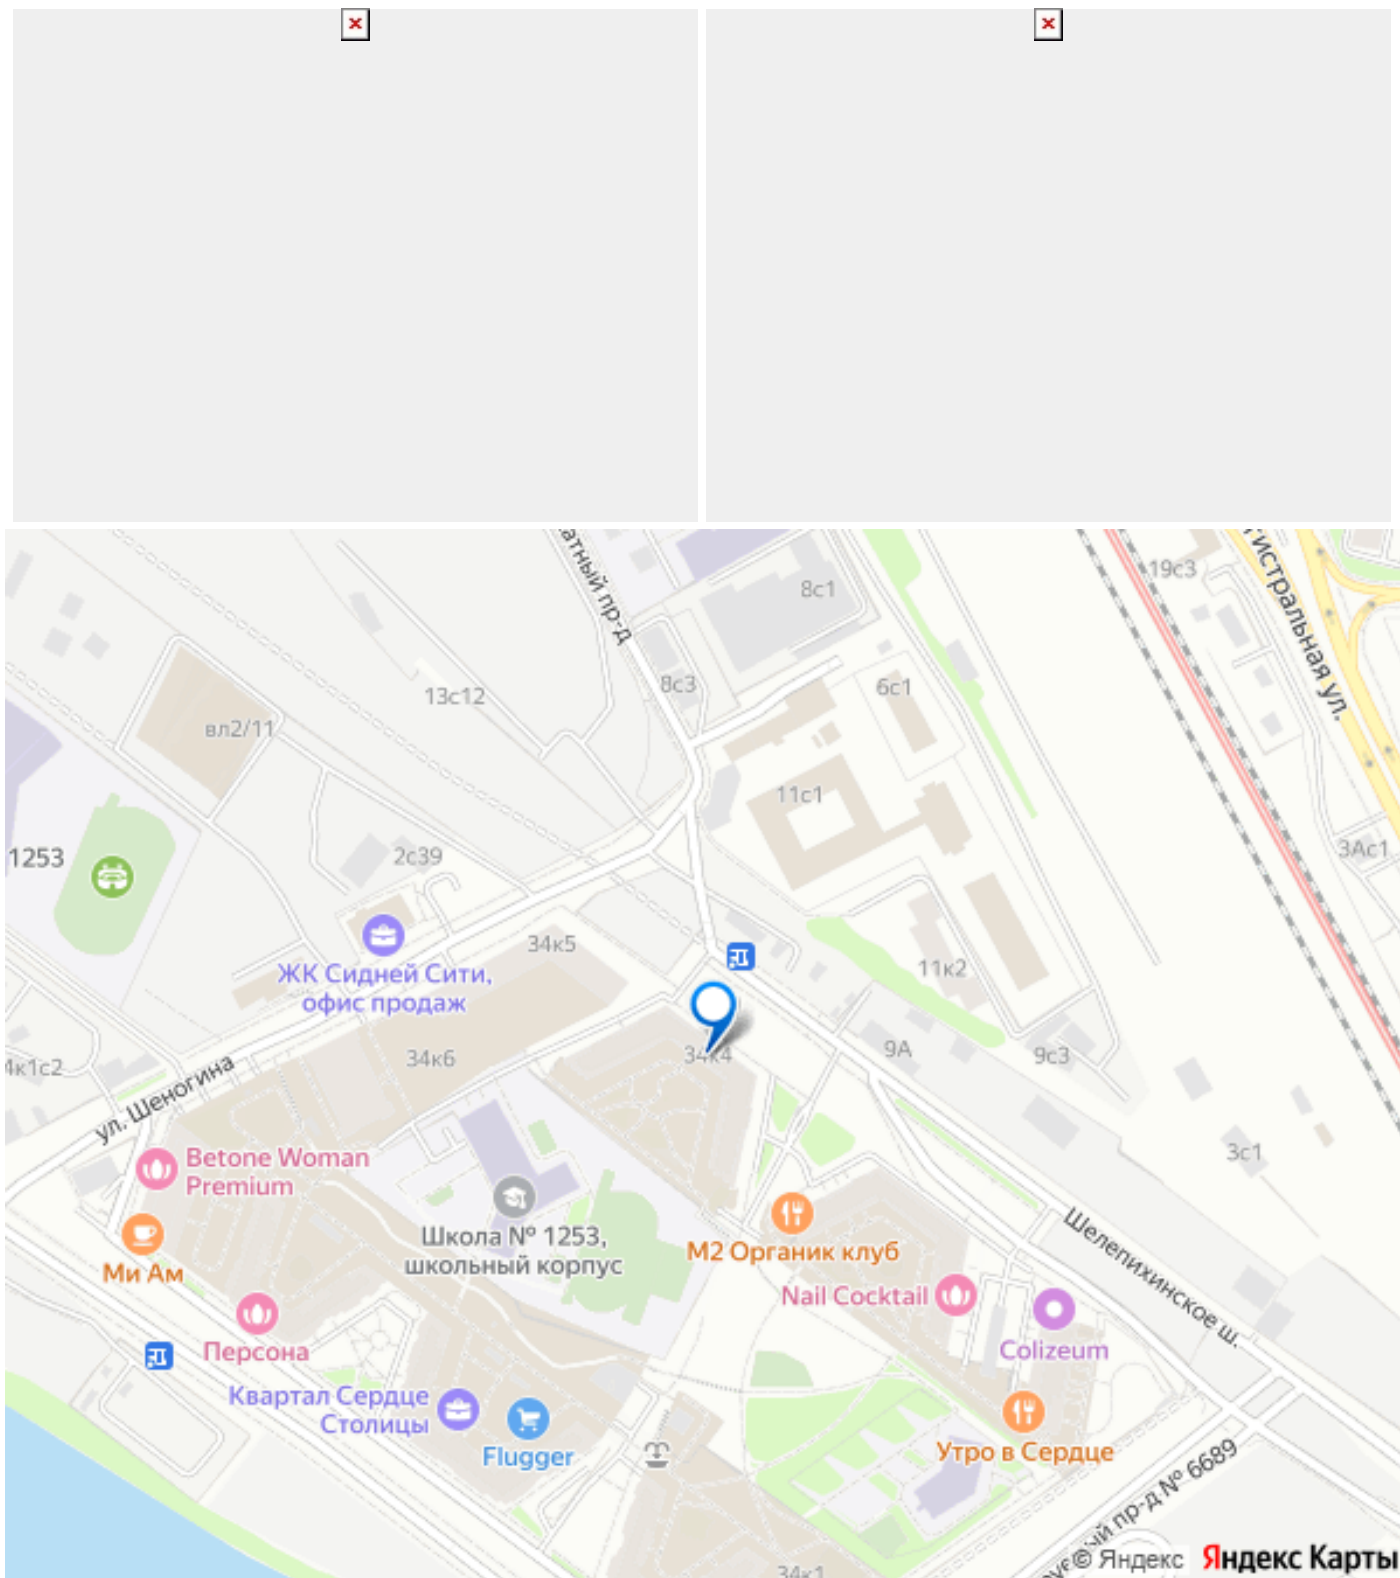 19с3
8с1
8с3
6с1
13с12
вл2/11
11с1
1253
2с39
3Ас1
34к5
ЖК Сидней Сити,
офис продаж
11к2
34к6
34к4
9А
9с3
4к1с2
ул. Шеногина
3с1
Betone Woman
Premium
Школа № 1253,
школьный корпус
М2 Органик клуб
Шелепихинское ш.
Ми Ам
Nail Cocktail
Colizeum
Персона
Квартал Сердце
Столицы
Flugger
Утро в Сердце
пр-д № 6689
34к1
© Яндекс Яндекс Карты